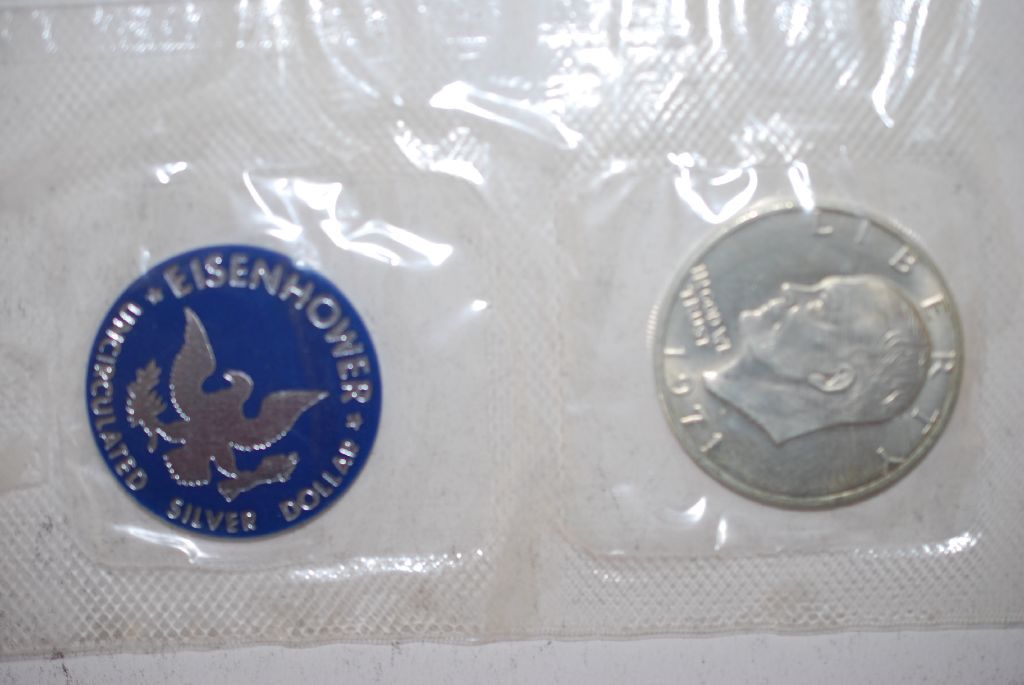 ★ EISENHOWER ★
UNCIRCULATED SILVER DOLLAR
LIBERTY
IN GOD WE TRUST
1971